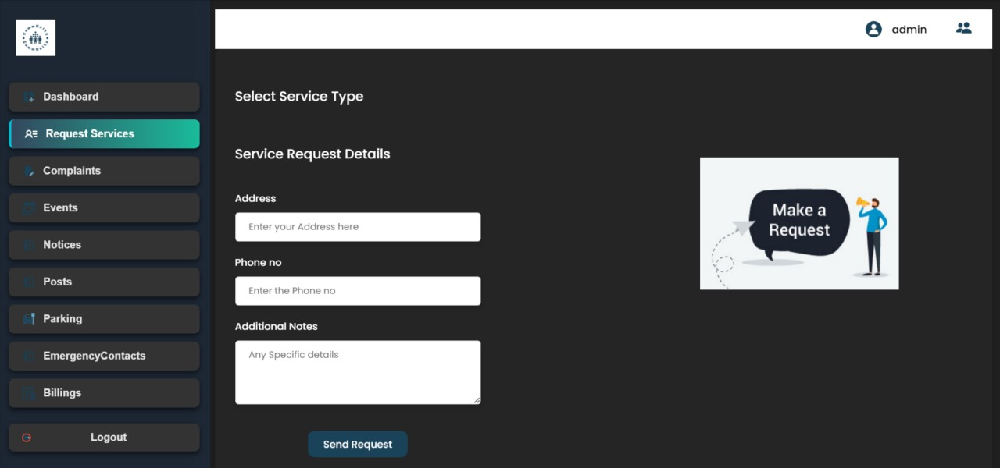 CommUnity
CommUnity
admin
Dashboard
Request Services
Complaints
Events
Notices
Posts
Parking
EmergencyContacts
Billings
Logout
Select Service Type
Service Request Details
Address
Enter your Address here
Phone no
Enter the Phone no
Additional Notes
Any Specific details
Send Request
Make a
Request